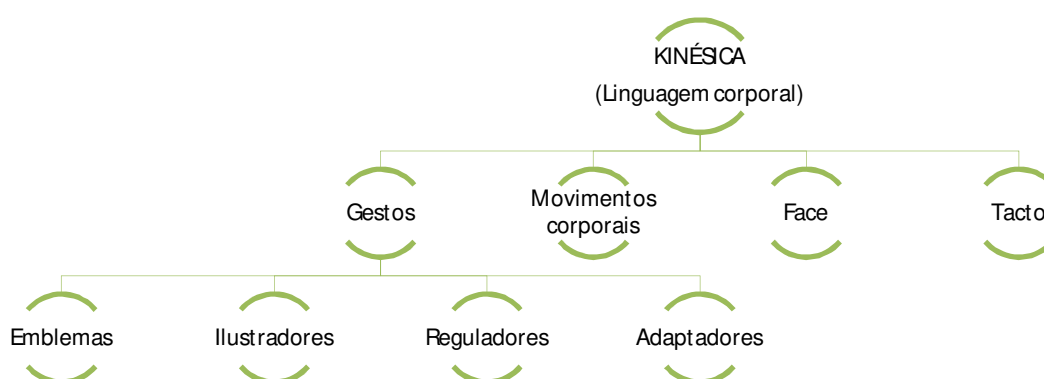 KINÉSICA
(Linguagem corporal)
Gestos
Movimentos
corporais
Face
Tacto
Emblemas
Ilustradores
Reguladores
Adaptadores